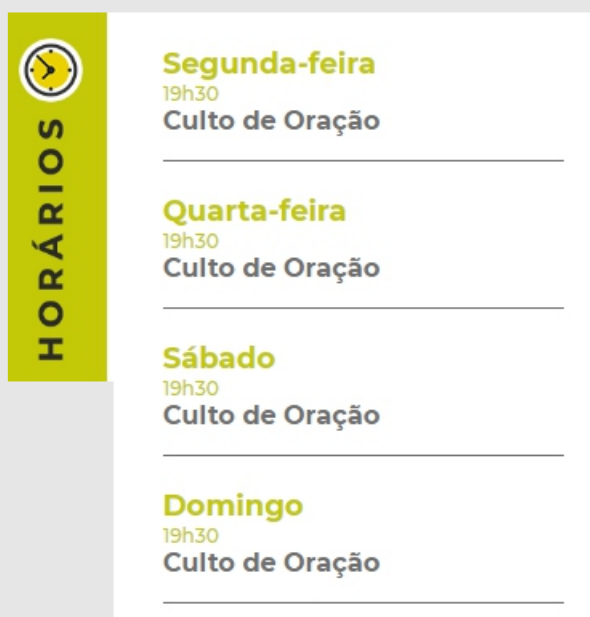 HORÁRIOS
Segunda-feira
19h30
Culto de Oração
Quarta-feira
19h30
Culto de Oração
Sábado
19h30
Culto de Oração
Domingo
19h30
Culto de Oração